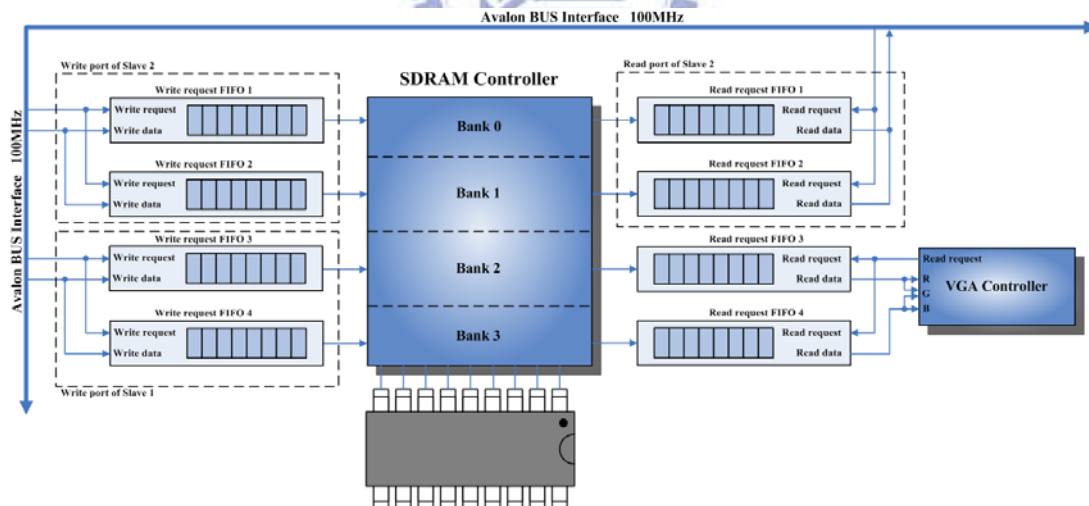 Avalon BUS Interface 100MHz
Avalon BUS Interface 100MHz
Write port of Slave 2
Write request FIFO 1
Write request
Write data
Write request FIFO 2
Write request
Write data
Write request FIFO 3
Write request
Write data
Write request FIFO 4
Write request
Write data
Write port of Slave 1
SDRAM Controller
Bank 0
Bank 1
Bank 2
Bank 3
Read port of Slave 2
Read request FIFO 1
Read request
Read data
Read request FIFO 2
Read request
Read data
Read request FIFO 3
Read request
Read data
Read request FIFO 4
Read request
Read data
Read request
R
G
B
VGA Controller